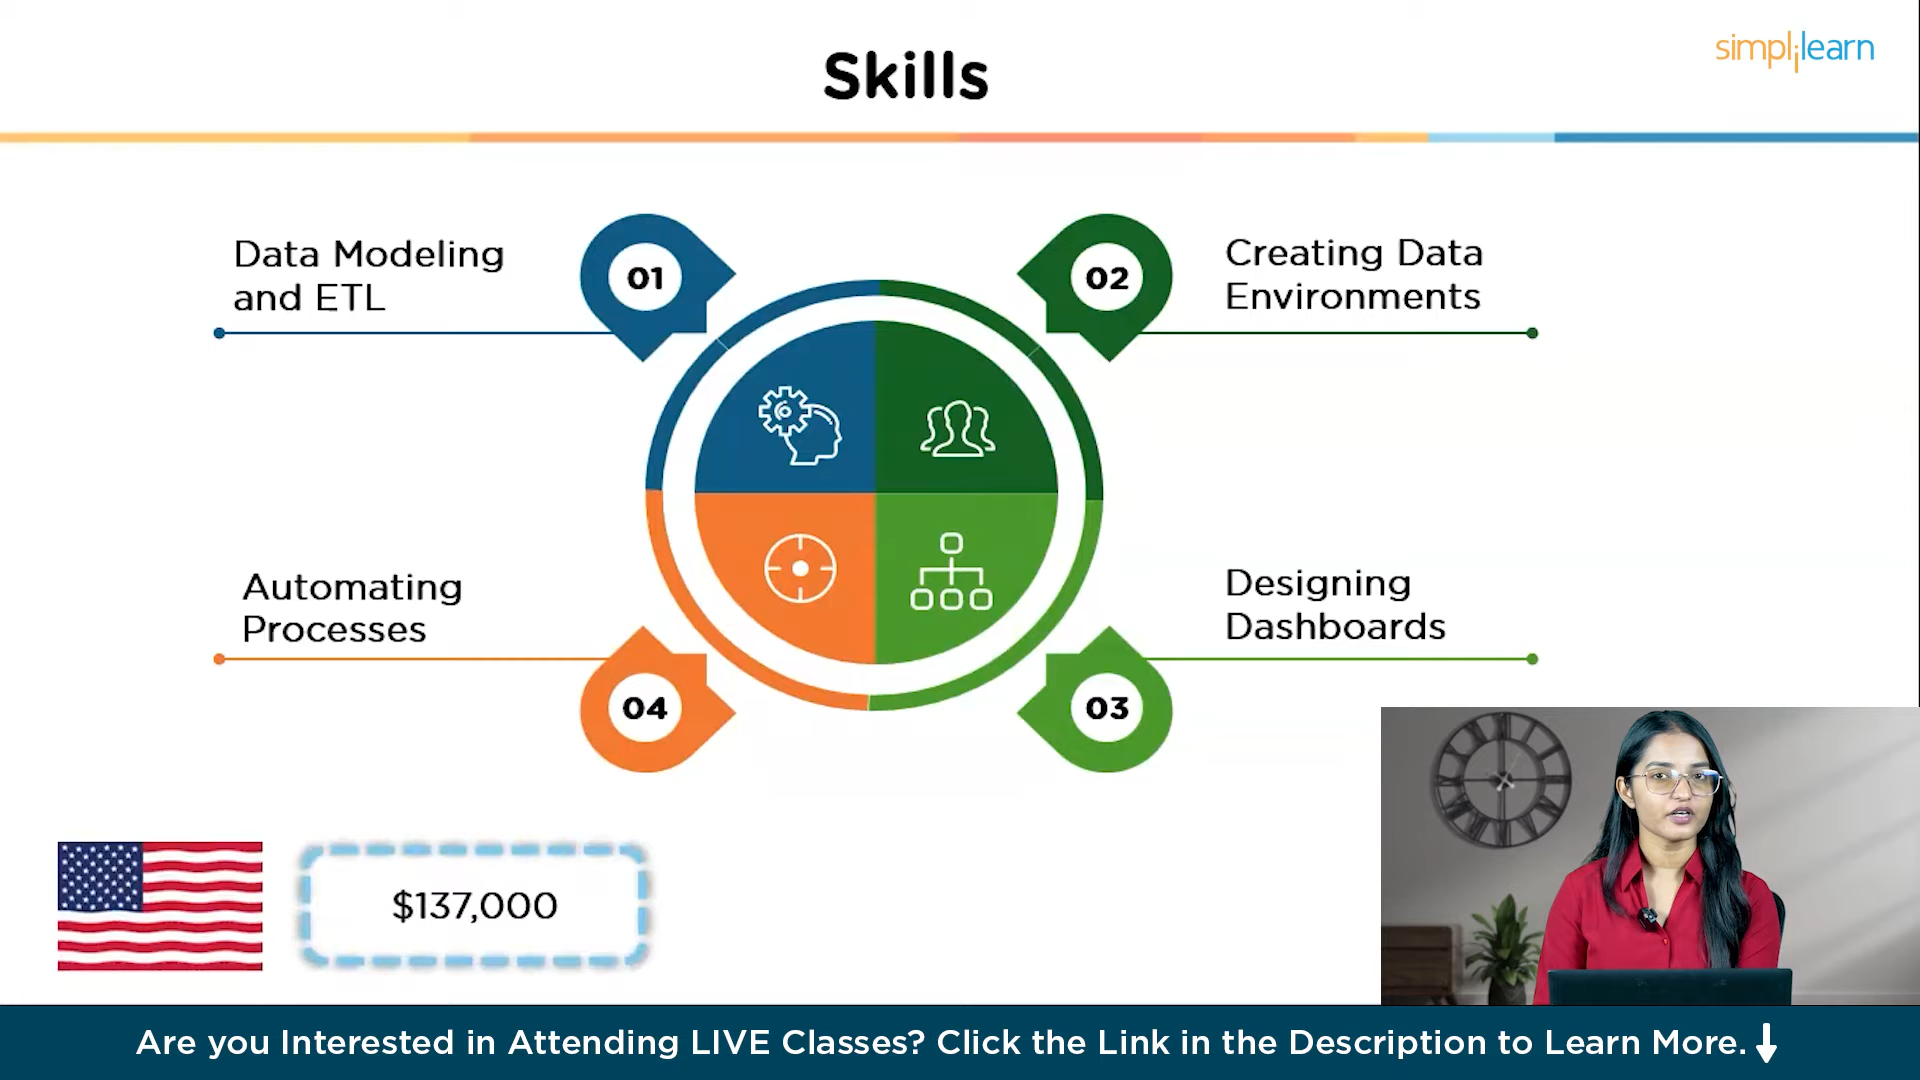 Skills
simplilearn
Data Modeling
and ETL
01
02
Creating Data
Environments
Automating
Processes
04
03
Designing
Dashboards
$137,000
Are you Interested in Attending LIVE Classes? Click the Link in the Description to Learn More.